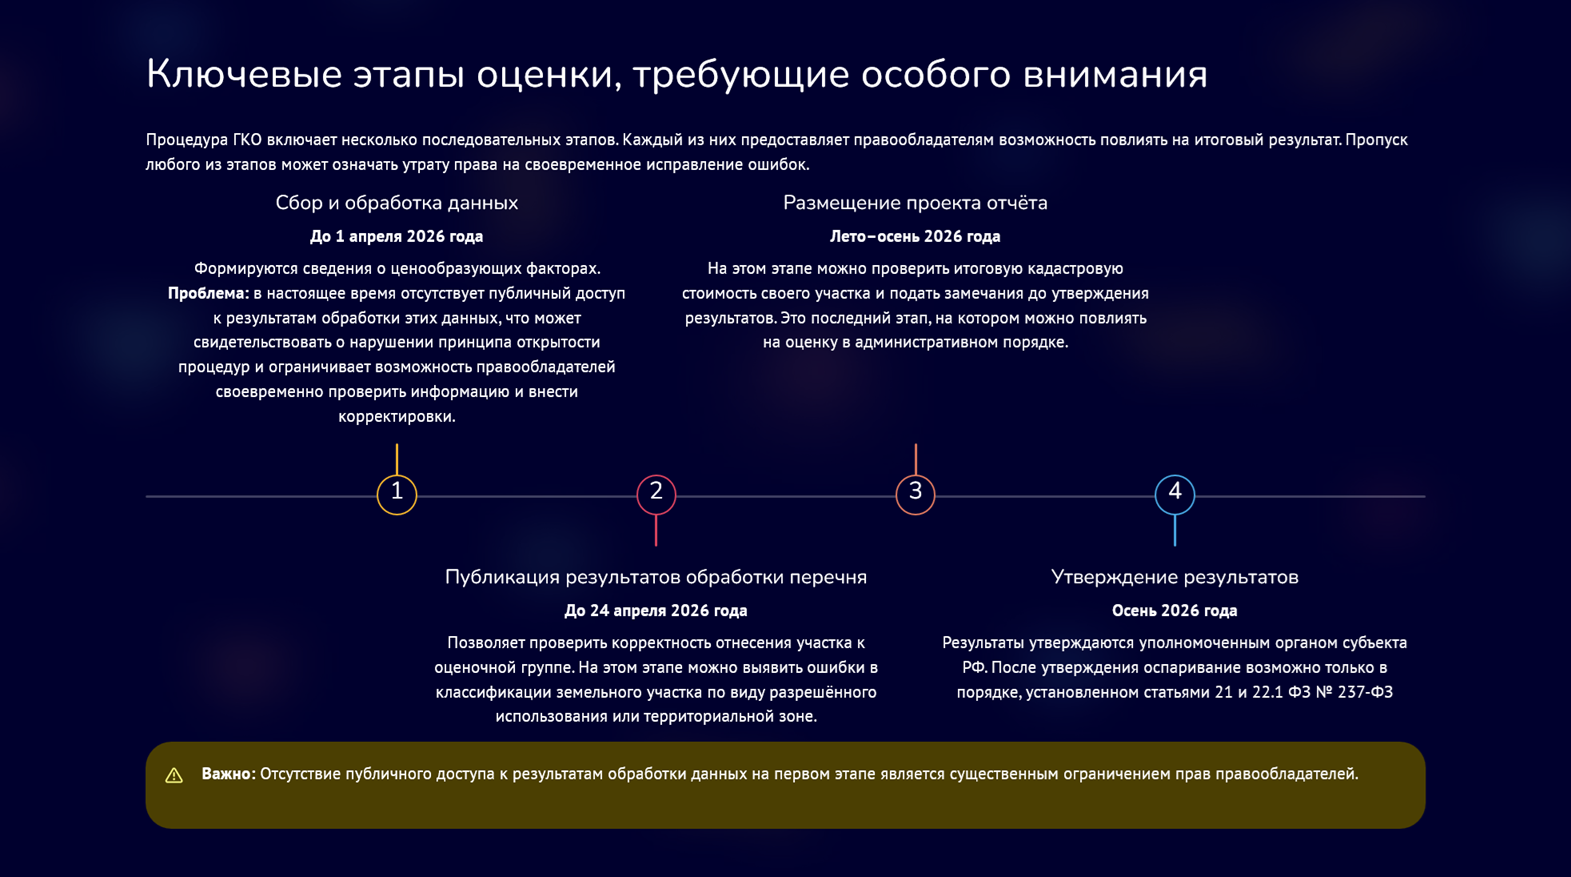 Ключевые этапы оценки, требующие особого внимания
Процедура ГКО включает несколько последовательных этапов. Каждый из них предоставляет правообладателям возможность повлиять на итоговый результат. Пропуск
любого из этапов может означать утрату права на своевременное исправление ошибок.
Сбор и обработка данных
До 1 апреля 2026 года
Формируются сведения о ценообразующих факторах.
Проблема: в настоящее время отсутствует публичный доступ
к результатам обработки этих данных, что может
свидетельствовать о нарушении принципа открытости
процедур и ограничивает возможность правообладателей
своевременно проверить информацию и внести
корректировки.
Размещение проекта отчёта
Лето–осень 2026 года
На этом этапе можно проверить итоговую кадастровую
стоимость своего участка и подать замечания до утверждения
результатов. Это последний этап, на котором можно повлиять
на оценку в административном порядке.
1
2
3
4
Публикация результатов обработки перечня
До 24 апреля 2026 года
Позволяет проверить корректность отнесения участка к
оценочной группе. На этом этапе можно выявить ошибки в
классификации земельного участка по виду разрешённого
использования или территориальной зоне.
Утверждение результатов
Осень 2026 года
Результаты утверждаются уполномоченным органом субъекта
РФ. После утверждения оспаривание возможно только в
порядке, установленном статьями 21 и 22.1 ФЗ № 237-ФЗ
Важно: Отсутствие публичного доступа к результатам обработки данных на первом этапе является существенным ограничением прав правообладателей.